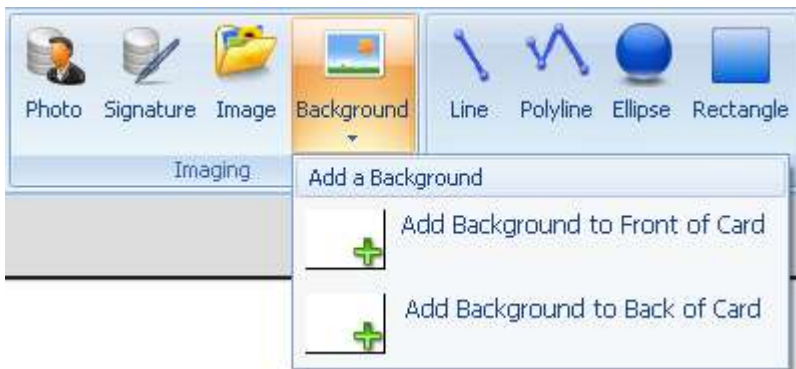 Photo Signature Image Background Line Polyline Ellipse Rectangle
Imaging
Add a Background
Add Background to Front of Card
Add Background to Back of Card